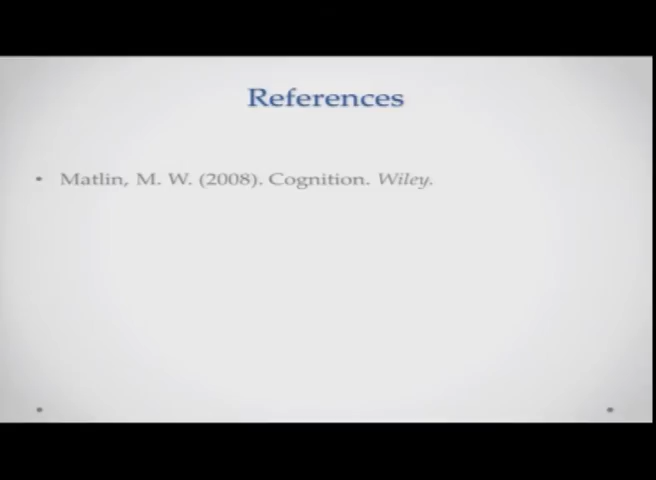 References
• Matlin, M. W. (2008). Cognition. Wiley.